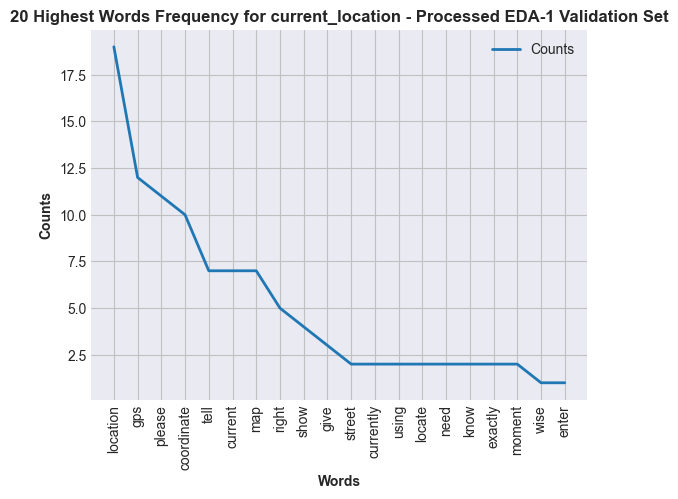 20 Highest Words Frequency for current_location - Processed EDA-1 Validation Set
Counts
17.5
15.0
12.5
10.0
7.5
5.0
2.5
Counts
location
gps
please
coordinate
tell
current
map
right
show
give
street
currently
using
locate
need
know
exactly
moment
wise
enter
Words